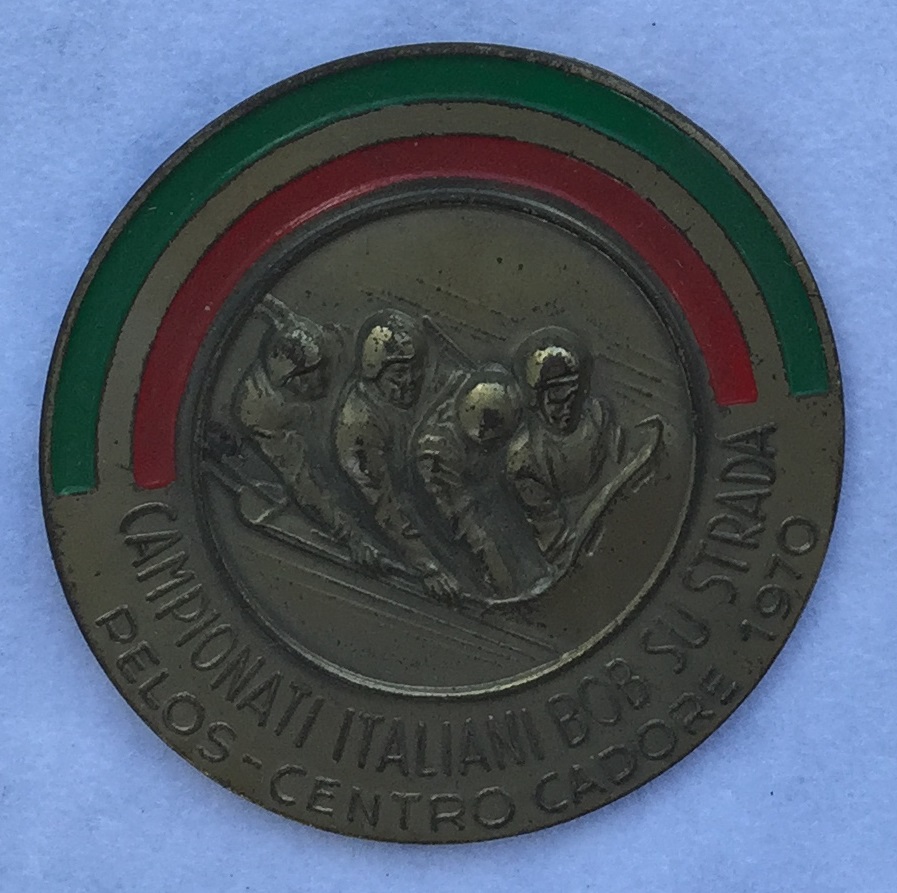 CAMPIONATI ITALIANI BOB SU STRADA
PELOS - CENTRO CADORE 1970